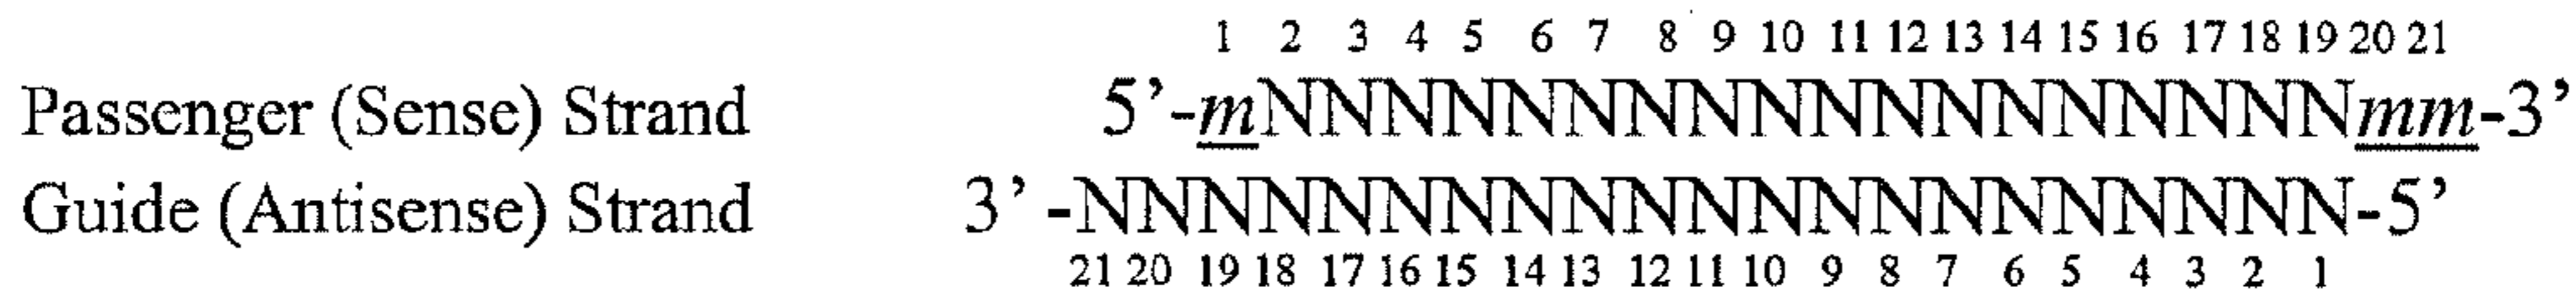 1 2 3 4 5 6 7 8 9 10 11 12 13 14 15 16 17 18 19 20 21
Passenger (Sense) Strand 5’-mNNNNNNNNNNNNNNNNNNmm-3’
Guide (Antisense) Strand 3’ -NNNNNNNNNNNNNNNNNNNNN-5’
21 20 19 18 17 16 15 14 13 12 11 10 9 8 7 6 5 4 3 2 1